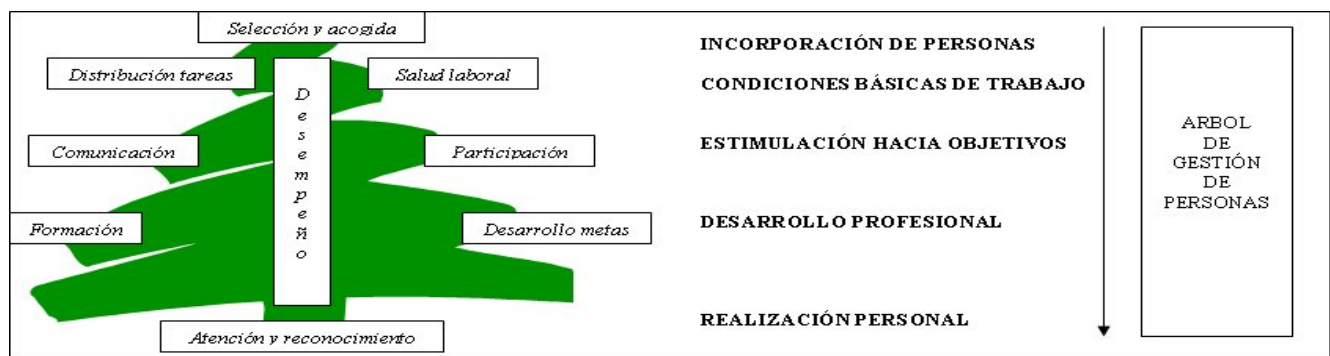 Selección y acogida
INCORPORACIÓN DE PERSONAS
Distribución tareas
Salud laboral
CONDICIONES BÁSICAS DE TRABAJO
Desempeño
Comunicación
Participación
ESTIMULACIÓN HACIA OBJETIVOS
Formación
Desarrollo metas
DESARROLLO PROFESIONAL
Atención y reconocimiento
REALIZACIÓN PERSONAL
ARBOL
DE
GESTIÓN
DE
PERSONAS